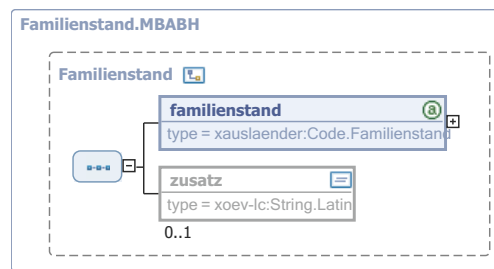 Familienstand.MBABH
Familienstand
familienstand
type = xauslaender:Code.Familienstand
zusatz
type = xoev-lc:String.Latin
0..1